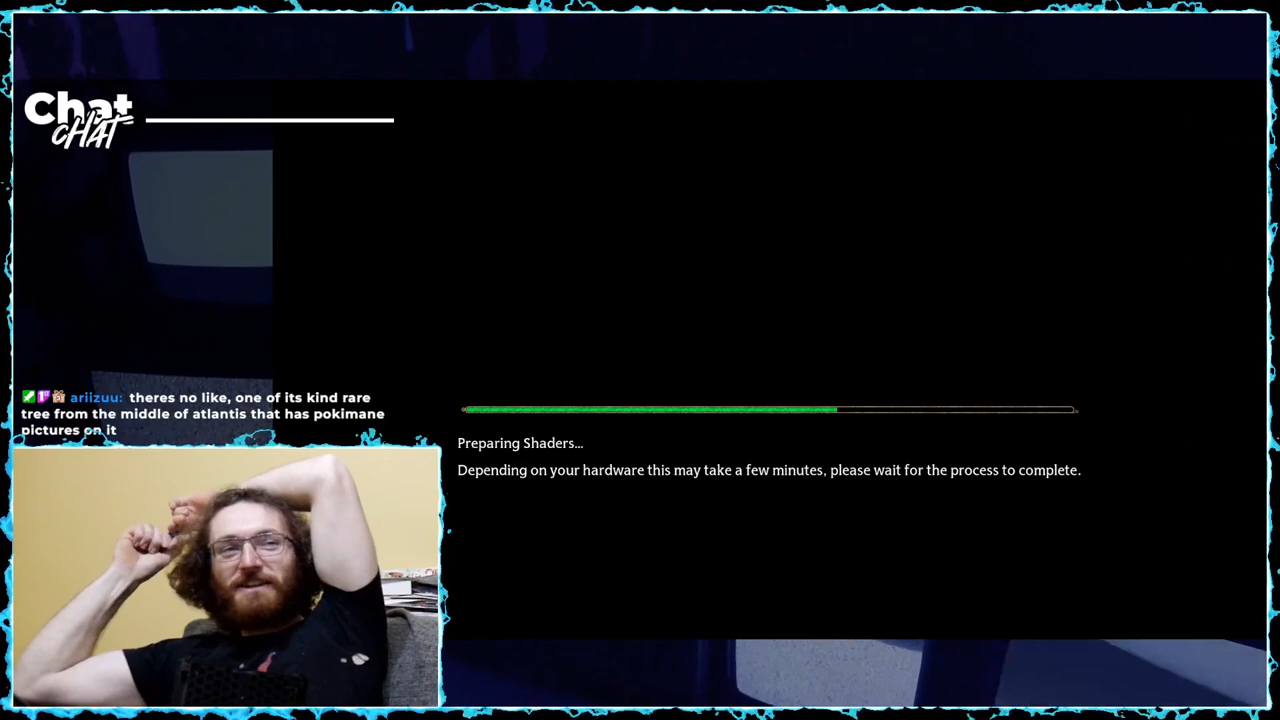 Chat
CHAT
ariizuu: theres no like, one of its kind rare
tree from the middle of atlantis that has pokimane
pictures on it
Preparing Shaders...
Depending on your hardware this may take a few minutes, please wait for the process to complete.